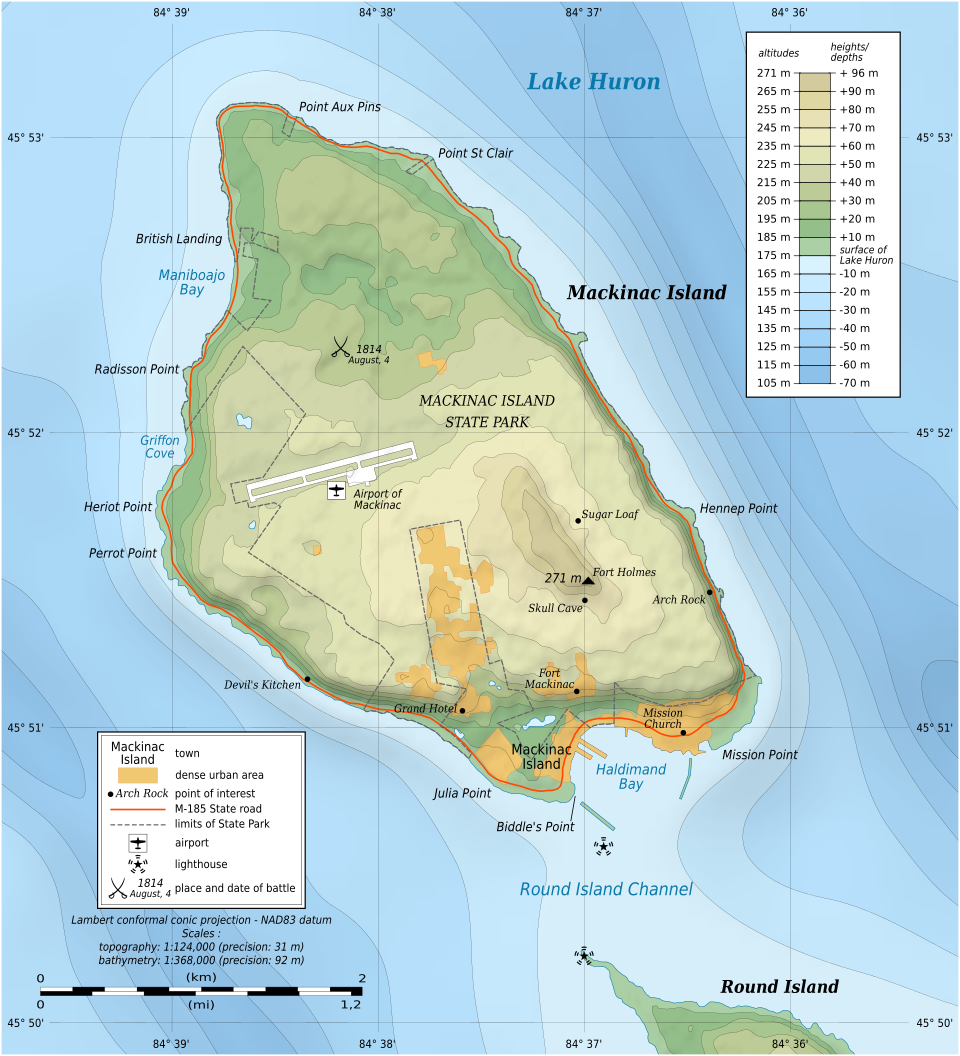 84° 39'
84° 38'
84° 37'
84° 36'
altitudes
heights/
depths
271 m
+ 96 m
265 m
+90 m
255 m
+80 m
245 m
+70 m
235 m
+60 m
225 m
+50 m
215 m
+40 m
205 m
+30 m
195 m
+20 m
185 m
+10 m
175 m
surface of
Lake Huron
165 m
-10 m
155 m
-20 m
145 m
-30 m
135 m
-40 m
125 m
-50 m
115 m
-60 m
105 m
-70 m
Lake Huron
Point Aux Pins
45° 53'
45° 53'
Point St Clair
British Landing
Maniboajo
Bay
Mackinac Island
1814
August, 4
Radisson Point
MACKINAC ISLAND
STATE PARK
45° 52'
45° 52'
Griffon
Cove
Airport of
Mackinac
Heriot Point
Hennep Point
Sugar Loaf
Perrot Point
271 m
Fort Holmes
Skull Cave
Arch Rock
Devil's Kitchen
Fort
Mackinac
Grand Hotel
Mission
Church
45° 51'
45° 51'
Mackinac
Island
Mission Point
Haldimand
Bay
Julia Point
Biddle's Point
Mackinac
Island
town
dense urban area
Arch Rock
point of interest
M-185 State road
limits of State Park
airport
lighthouse
1814
August, 4
place and date of battle
Round Island Channel
Lambert conformal conic projection - NAD83 datum
Scales :
topography: 1:124,000 (precision: 31 m)
bathymetry: 1:368,000 (precision: 92 m)
0
(km)
2
0
(mi)
1,2
Round Island
45° 50'
45° 50'
84° 39'
84° 38'
84° 37'
84° 36'